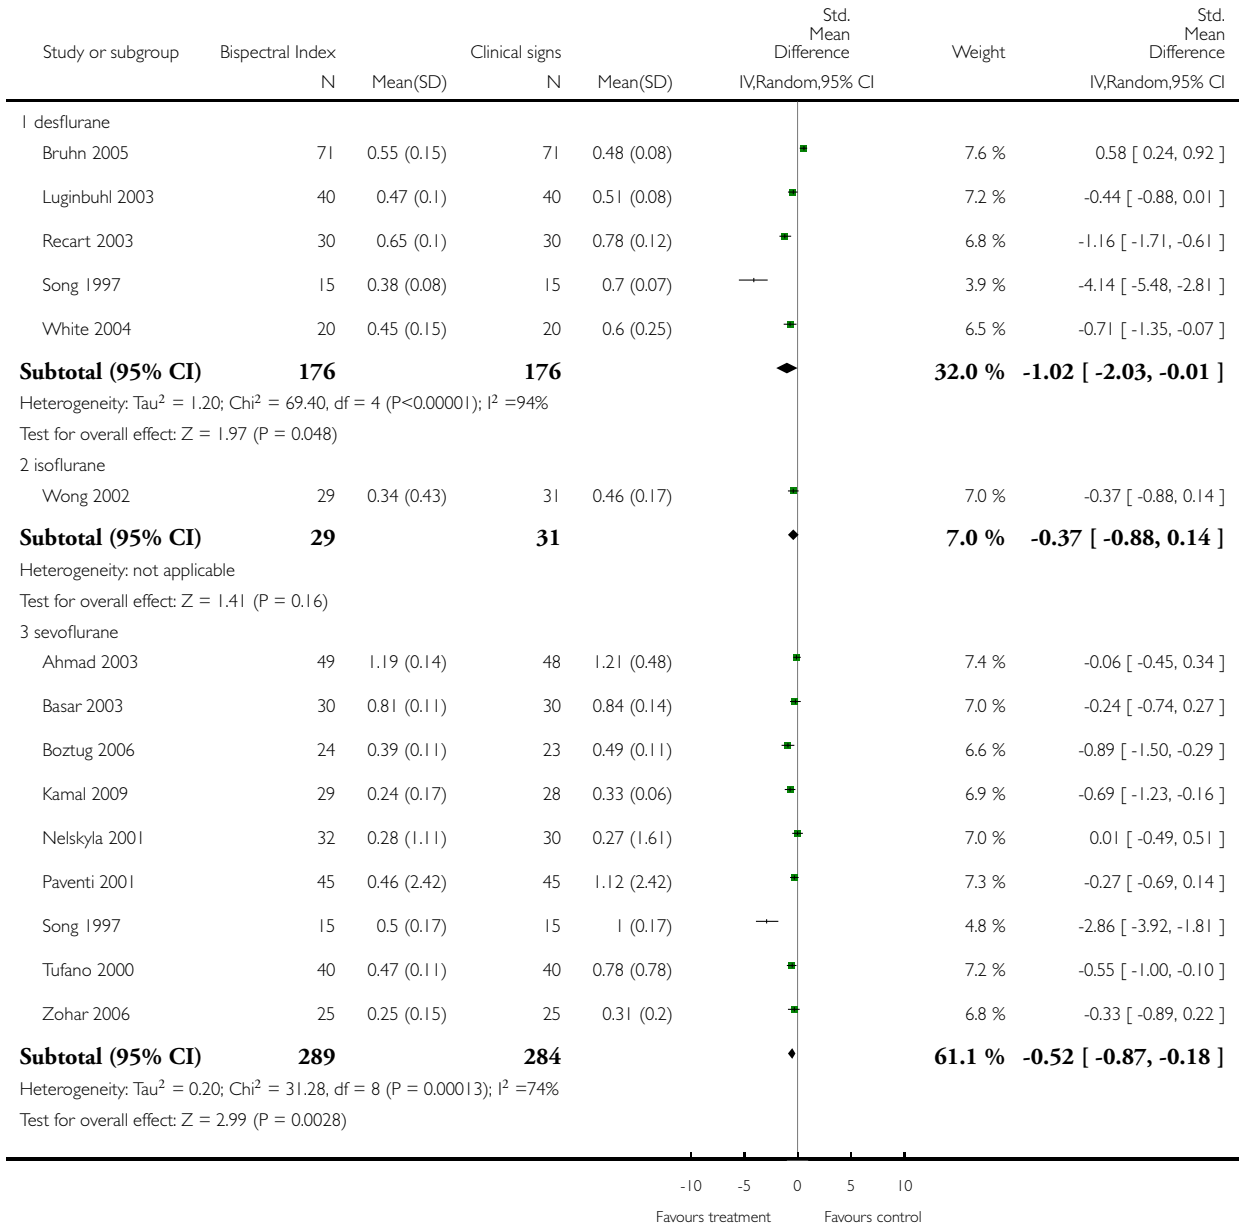 Study or subgroup Bispectral Index Clinical signs Std. Mean Difference Weight Std. Mean Difference
N Mean(SD) N Mean(SD) IV,Random,95% CI IV,Random,95% CI
1 desflurane
Bruhn 2005 71 0.55 (0.15) 71 0.48 (0.08) 7.6 % 0.58 [ 0.24, 0.92 ]
Luginbuhl 2003 40 0.47 (0.1) 40 0.51 (0.08) 7.2 % -0.44 [ -0.88, 0.01 ]
Recart 2003 30 0.65 (0.1) 30 0.78 (0.12) 6.8 % -1.16 [ -1.71, -0.61 ]
Song 1997 15 0.38 (0.08) 15 0.7 (0.07) 3.9 % -4.14 [ -5.48, -2.81 ]
White 2004 20 0.45 (0.15) 20 0.6 (0.25) 6.5 % -0.71 [ -1.35, -0.07 ]
Subtotal (95% CI) 176 176 32.0 % -1.02 [ -2.03, -0.01 ]
Heterogeneity: Tau² = 1.20; Chi² = 69.40, df = 4 (P<0.00001); I² =94%
Test for overall effect: Z = 1.97 (P = 0.048)
2 isoflurane
Wong 2002 29 0.34 (0.43) 31 0.46 (0.17) 7.0 % -0.37 [ -0.88, 0.14 ]
Subtotal (95% CI) 29 31 7.0 % -0.37 [ -0.88, 0.14 ]
Heterogeneity: not applicable
Test for overall effect: Z = 1.41 (P = 0.16)
3 sevoflurane
Ahmad 2003 49 1.19 (0.14) 48 1.21 (0.48) 7.4 % -0.06 [ -0.45, 0.34 ]
Basar 2003 30 0.81 (0.11) 30 0.84 (0.14) 7.0 % -0.24 [ -0.74, 0.27 ]
Boztug 2006 24 0.39 (0.11) 23 0.49 (0.11) 6.6 % -0.89 [ -1.50, -0.29 ]
Kamal 2009 29 0.24 (0.17) 28 0.33 (0.06) 6.9 % -0.69 [ -1.23, -0.16 ]
Nelskyla 2001 32 0.28 (1.11) 30 0.27 (1.61) 7.0 % 0.01 [ -0.49, 0.51 ]
Paventi 2001 45 0.46 (2.42) 45 1.12 (2.42) 7.3 % -0.27 [ -0.69, 0.14 ]
Song 1997 15 0.5 (0.17) 15 1 (0.17) 4.8 % -2.86 [ -3.92, -1.81 ]
Tufano 2000 40 0.47 (0.11) 40 0.78 (0.78) 7.2 % -0.55 [ -1.00, -0.10 ]
Zohar 2006 25 0.25 (0.15) 25 0.31 (0.2) 6.8 % -0.33 [ -0.89, 0.22 ]
Subtotal (95% CI) 289 284 61.1 % -0.52 [ -0.87, -0.18 ]
Heterogeneity: Tau² = 0.20; Chi² = 31.28, df = 8 (P = 0.00013); I² =74%
Test for overall effect: Z = 2.99 (P = 0.0028)
-10 -5 0 5 10
Favours treatment Favours control